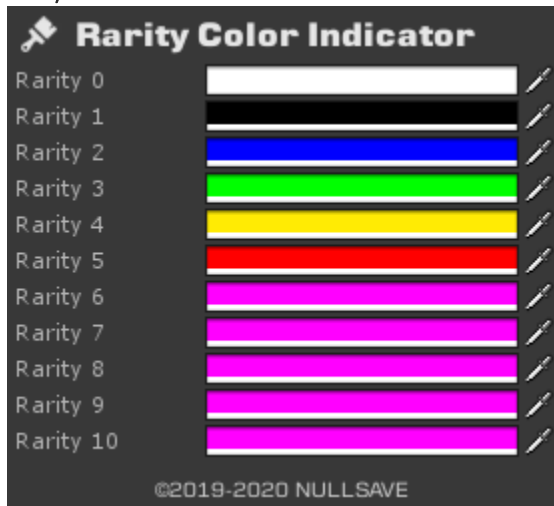 Rarity Color Indicator
Rarity 0
Rarity 1
Rarity 2
Rarity 3
Rarity 4
Rarity 5
Rarity 6
Rarity 7
Rarity 8
Rarity 9
Rarity 10
©2019-2020 NULLSAVE